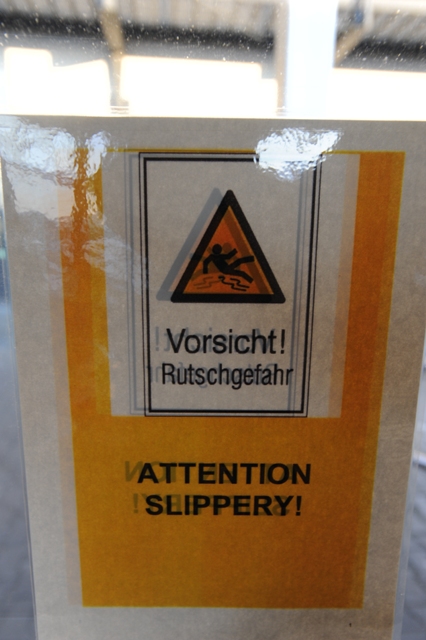 Vorsicht!
Rutschgefahr
ATTENTION
SLIPPERY!